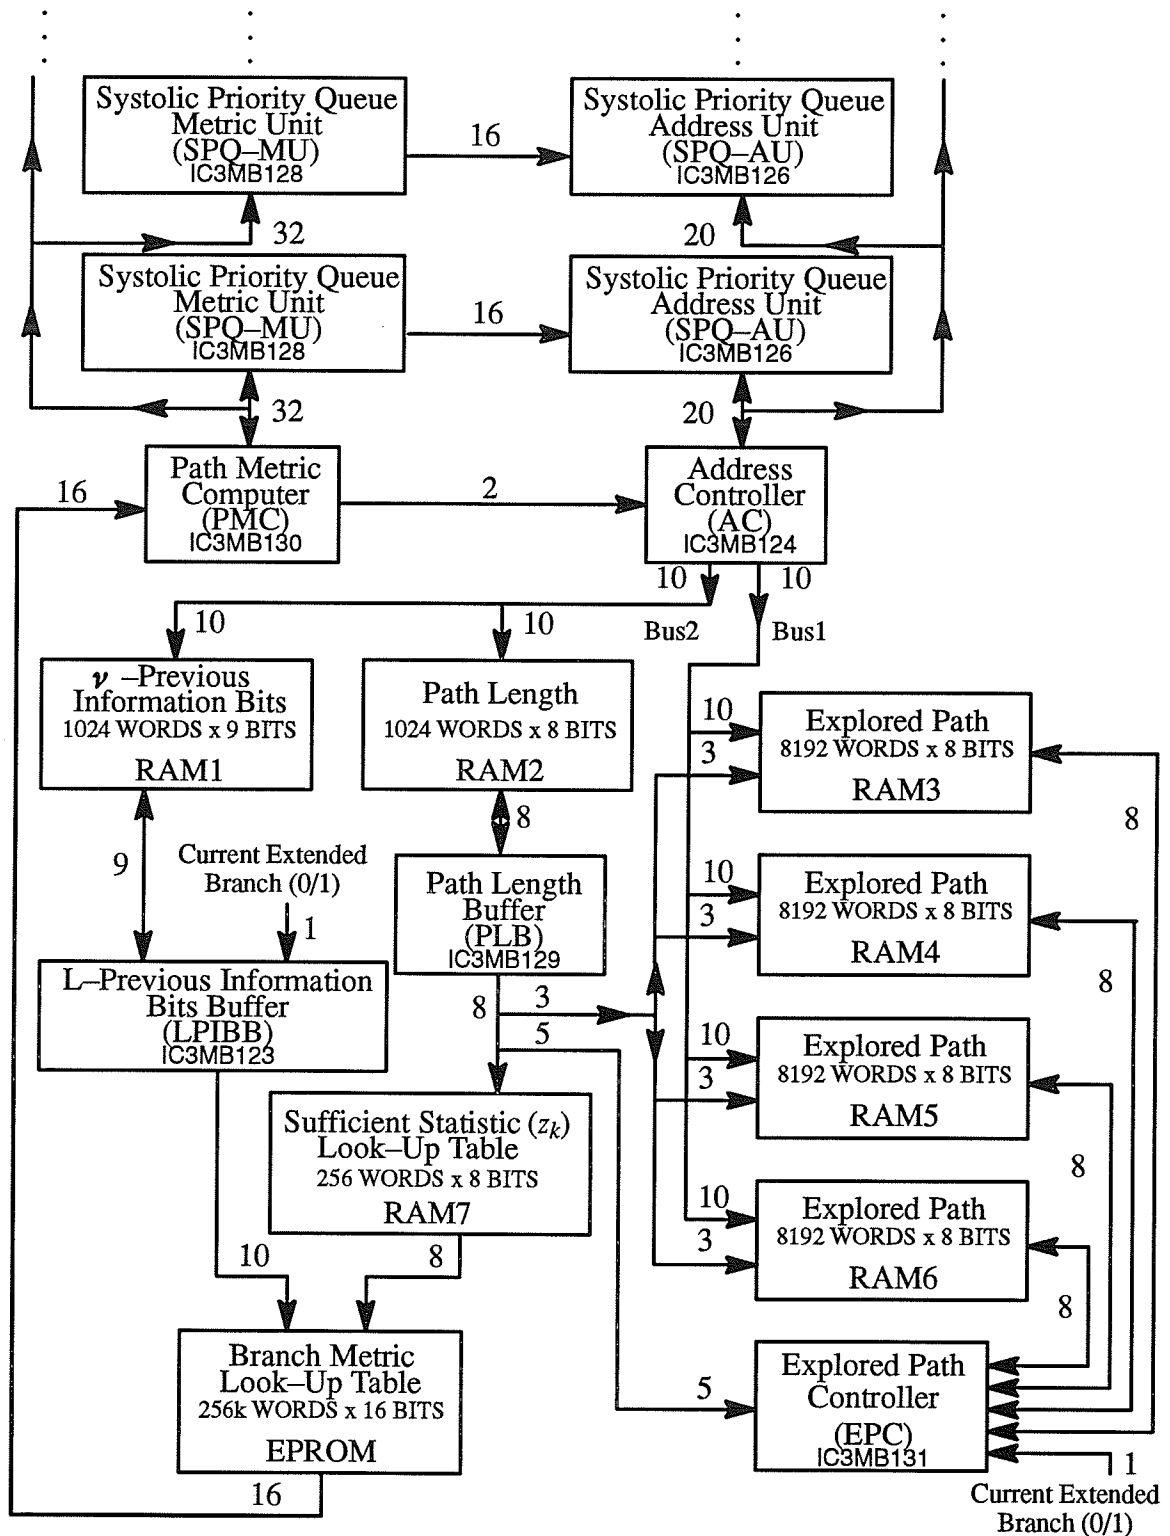 Systolic Priority Queue
Metric Unit
(SPQ–MU)
IC3MB128
16
Systolic Priority Queue
Address Unit
(SPQ–AU)
IC3MB126
32
20
Systolic Priority Queue
Metric Unit
(SPQ–MU)
IC3MB128
16
Systolic Priority Queue
Address Unit
(SPQ–AU)
IC3MB126
32
20
16
Path Metric
Computer
(PMC)
IC3MB130
2
Address
Controller
(AC)
IC3MB124
10
10
10
10
Bus2
Bus1
ν –Previous
Information Bits
1024 WORDS x 9 BITS
RAM1
Path Length
1024 WORDS x 8 BITS
RAM2
10
3
Explored Path
8192 WORDS x 8 BITS
RAM3
8
8
9
Current Extended
Branch (0/1)
1
Path Length
Buffer
(PLB)
IC3MB129
10
3
Explored Path
8192 WORDS x 8 BITS
RAM4
8
L–Previous Information
Bits Buffer
(LPIBB)
IC3MB123
8
3
5
10
3
Explored Path
8192 WORDS x 8 BITS
RAM5
8
Sufficient Statistic (zk)
Look–Up Table
256 WORDS x 8 BITS
RAM7
10
3
Explored Path
8192 WORDS x 8 BITS
RAM6
8
10
8
Branch Metric
Look–Up Table
256k WORDS x 16 BITS
EPROM
16
5
Explored Path
Controller
(EPC)
IC3MB131
1
Current Extended
Branch (0/1)